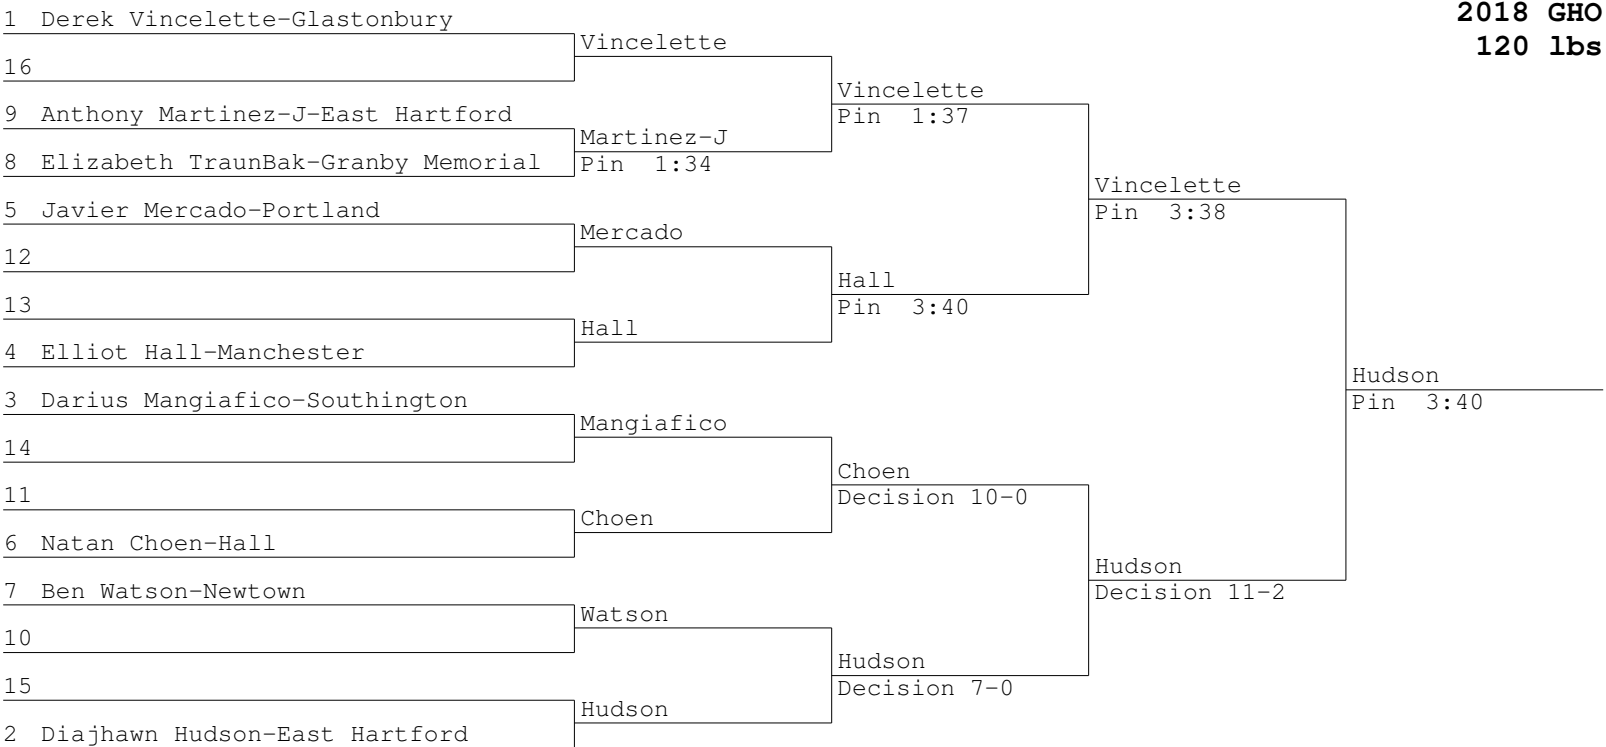 2018 GHO
120 lbs
1 Derek Vincelette-Glastonbury
16
9 Anthony Martinez-J-East Hartford
8 Elizabeth TraunBak-Granby Memorial
5 Javier Mercado-Portland
12
13
4 Elliot Hall-Manchester
3 Darius Mangiafico-Southington
14
11
6 Natan Choen-Hall
7 Ben Watson-Newtown
10
15
2 Diajhawn Hudson-East Hartford
Vincelette
Martinez-J
Pin 1:34
Mercado
Hall
Mangiafico
Choen
Watson
Hudson
Vincelette
Pin 1:37
Hall
Pin 3:40
Choen
Decision 10-0
Hudson
Decision 7-0
Vincelette
Pin 3:38
Hudson
Decision 11-2
Hudson
Pin 3:40